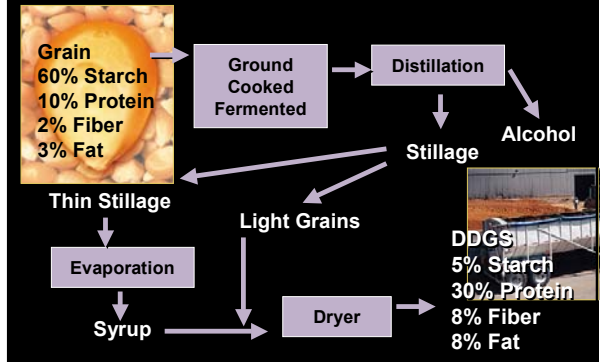 Grain
60% Starch
10% Protein
2% Fiber
3% Fat
Ground
Cooked
Fermented
Distillation
Alcohol
Stillage
Thin Stillage
Light Grains
Evaporation
Syrup
Dryer
DDGS
5% Starch
30% Protein
8% Fiber
8% Fat